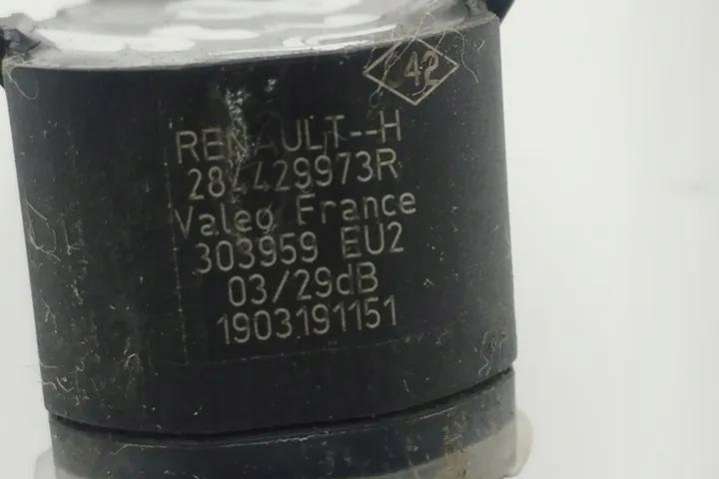 42
RENAULT--H
284429973R
Valeo France
303959 EU2
03/29dB
1903191151